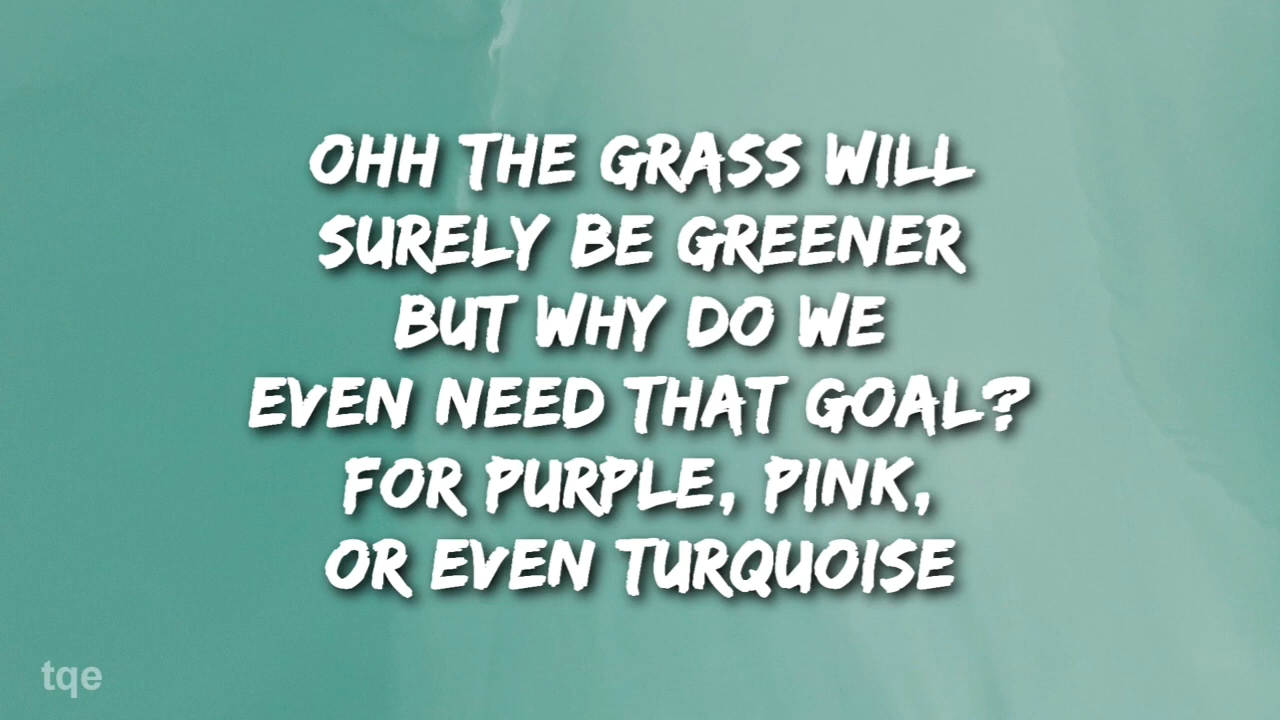 OHH THE GRASS WILL
SURELY BE GREENER
BUT WHY DO WE
EVEN NEED THAT GOAL?
FOR PURPLE, PINK,
OR EVEN TURQUOISE
tqe